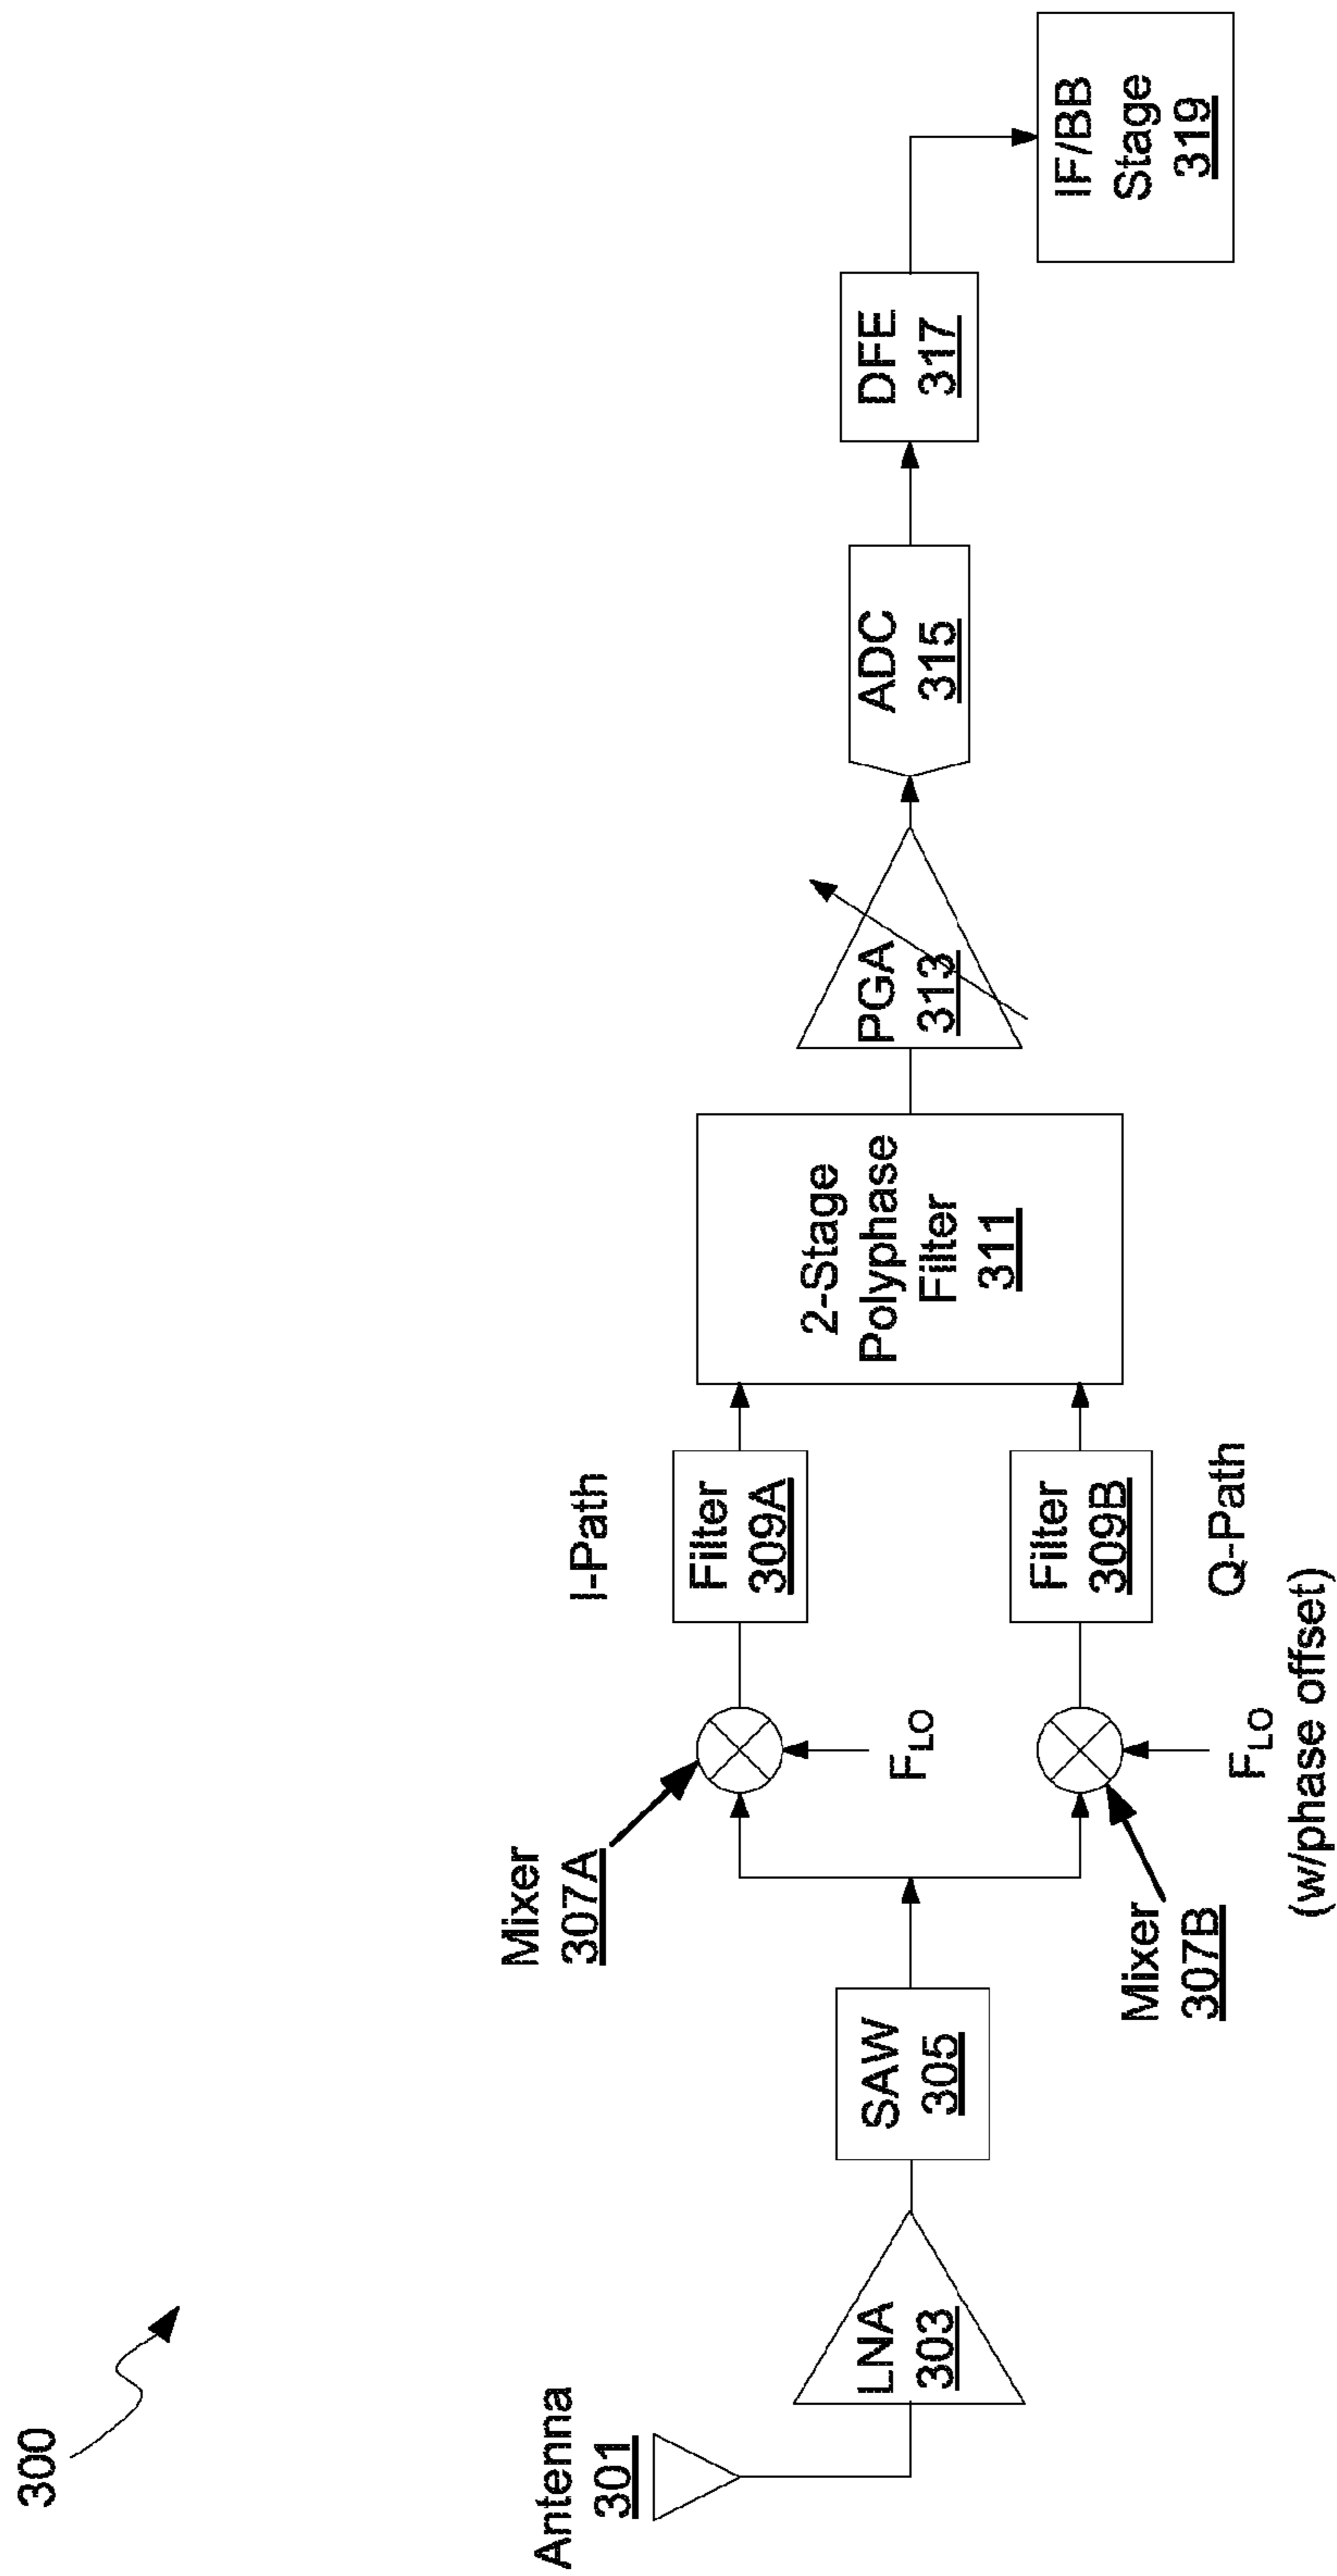 300
Antenna
301
LNA
303
SAW
305
Mixer
307A
Mixer
307B
FLO
FLO
(w/phase offset)
I-Path
Filter
309A
Filter
309B
Q-Path
2-Stage
Polyphase
Filter
311
PGA
313
ADC
315
DFE
317
IF/BB
Stage
319